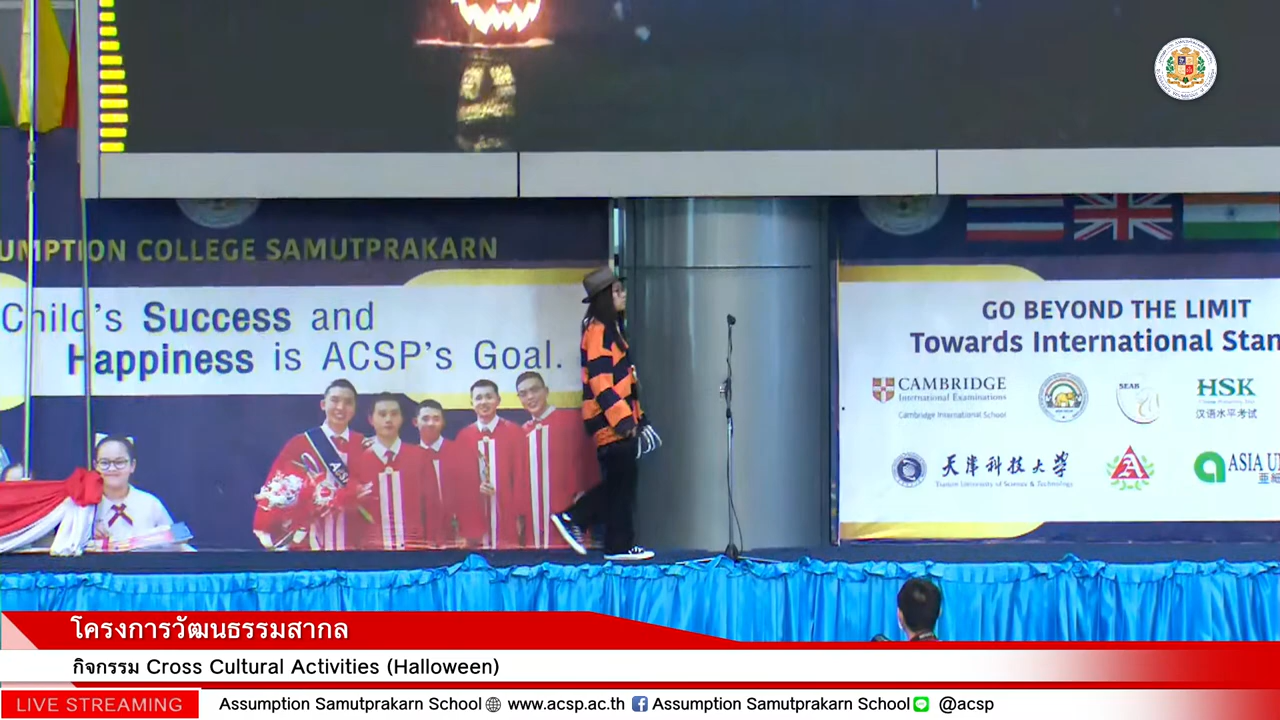 UMPTION COLLEGE SAMUTPRAKARN
Child's Success and
Happiness is ACSP's Goal.
GO BEYOND THE LIMIT
Towards International Stan
CAMBRIDGE
International Examinations
Cambridge International School
SEAB
HSK
汉语水平考试
天津科技大学
Tianjin University of Science & Technology
ASIA U
โครงการวัฒนธรรมสากล
กิจกรรม Cross Cultural Activities (Halloween)
LIVE STREAMING
Assumption Samutprakarn School www.acsp.ac.th Assumption Samutprakarn School @acsp